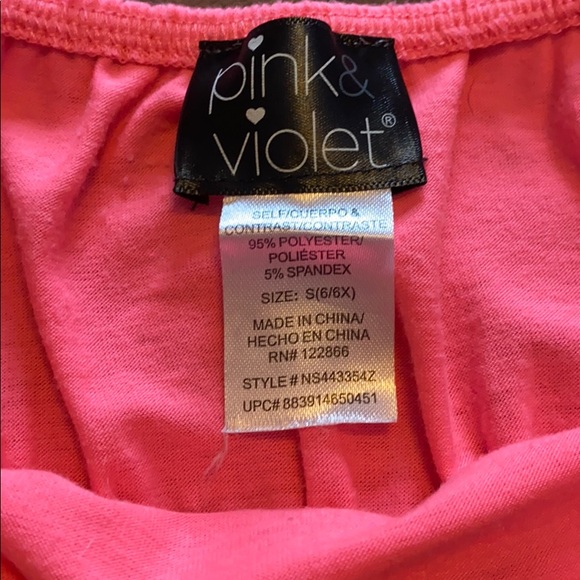 pink&
violet®
SELF/CUERPO &
CONTRAST/CONTRASTE
95% POLYESTER/
POLIÉSTER
5% SPANDEX
SIZE: S(6/6X)
MADE IN CHINA/
HECHO EN CHINA
RN# 122866
STYLE # NS443354Z
UPC# 883914650451